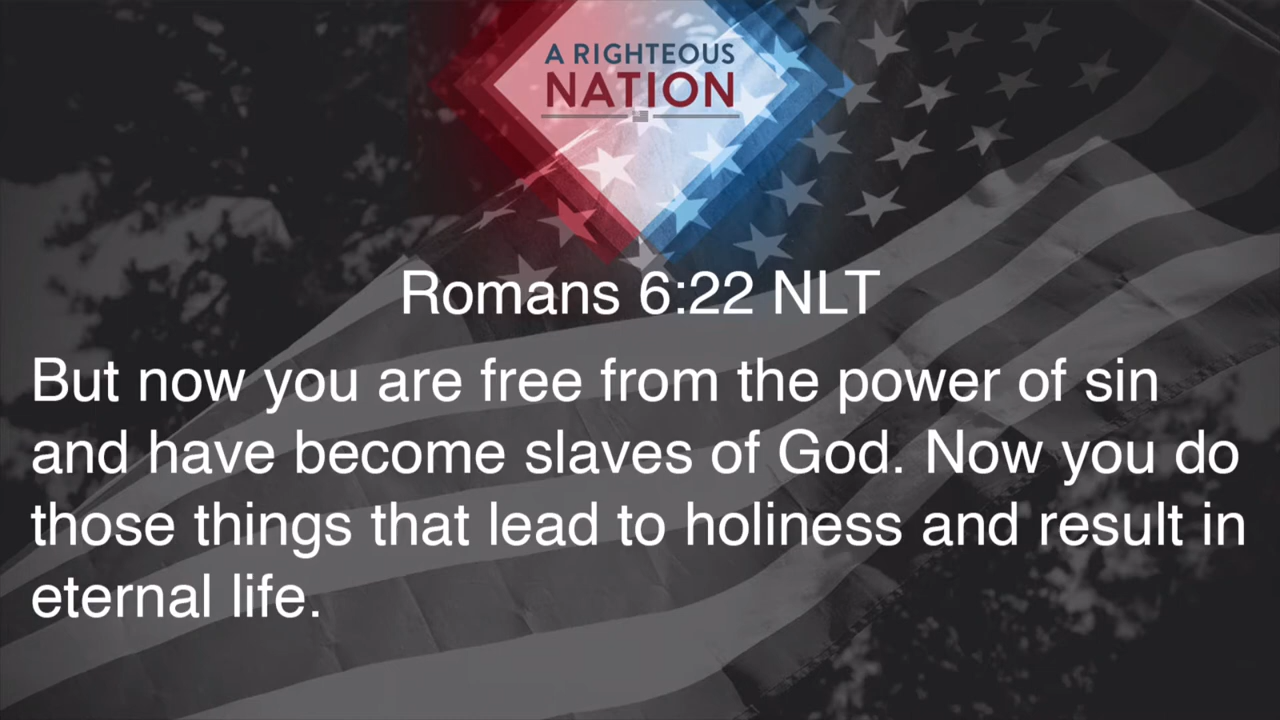 A RIGHTEOUS
NATION
Romans 6:22 NLT
But now you are free from the power of sin
and have become slaves of God. Now you do
those things that lead to holiness and result in
eternal life.